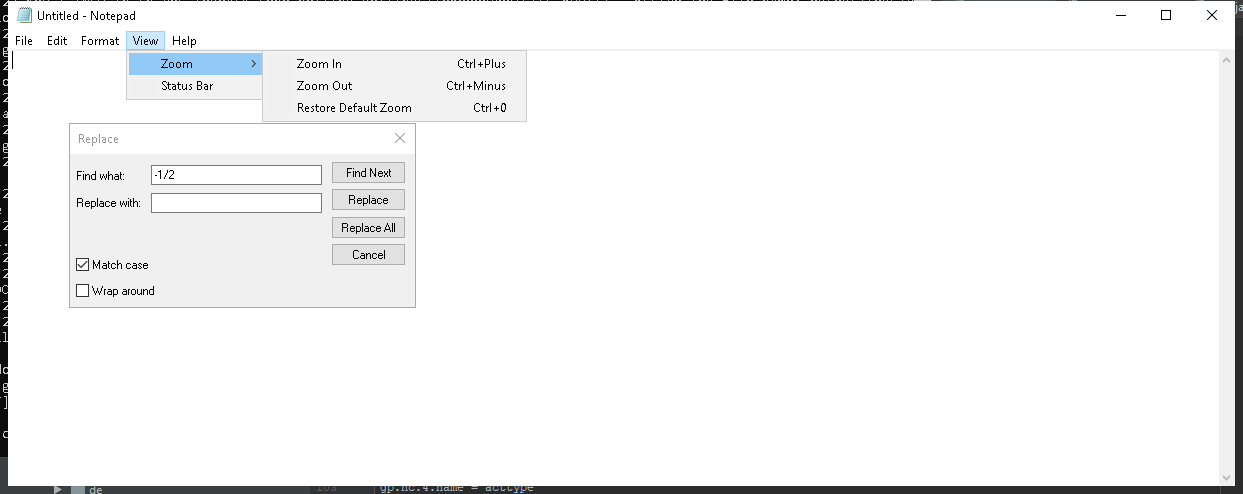 Untitled - Notepad
File Edit Format View Help
Zoom
Status Bar
Zoom In Ctrl+Plus
Zoom Out Ctrl+Minus
Restore Default Zoom Ctrl+0
Replace
Find what: -1/2
Find Next
Replace with:
Replace
Replace All
Cancel
Match case
Wrap around
de
gp.nc.4.name = acttype